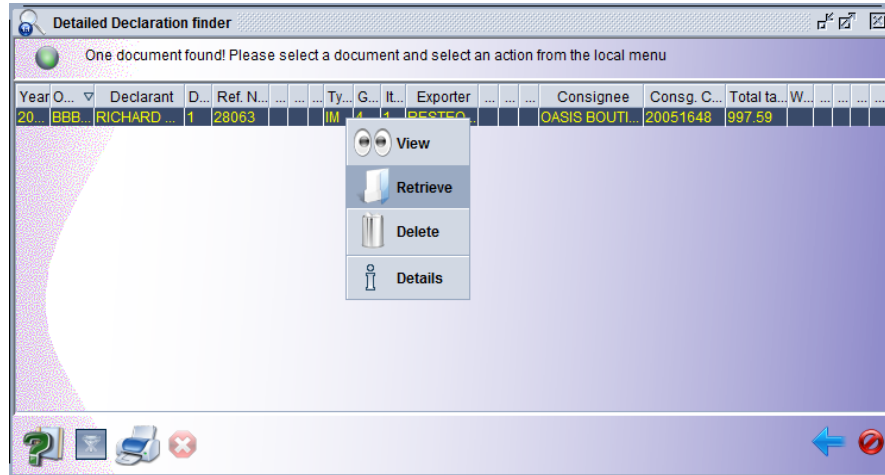 Detailed Declaration finder
One document found! Please select a document and select an action from the local menu
Year O... Declarant D... Ref. N... ... ... ... Ty... G... It... Exporter ... ... ... Consignee Consg. C... Total ta... W... ... ... ... ...
20... BBB... RICHARD ... 1 28063 IM 4 1 RESTEQ... OASIS BOUTI... 20051648 997.59
View
Retrieve
Delete
Details